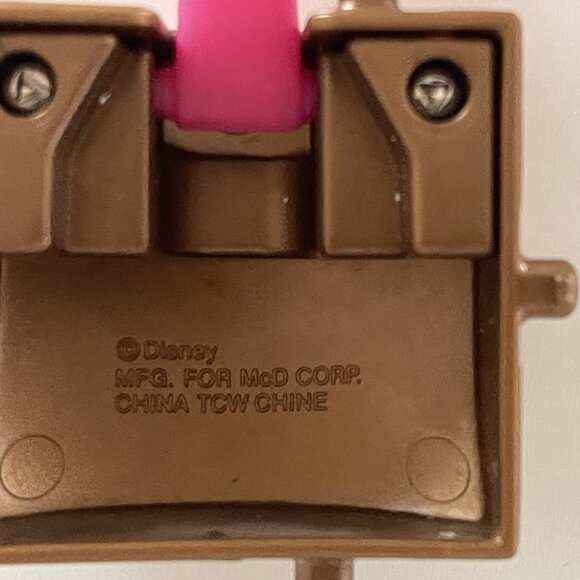 © Disney
MFG. FOR McD CORP.
CHINA TCW CHINE